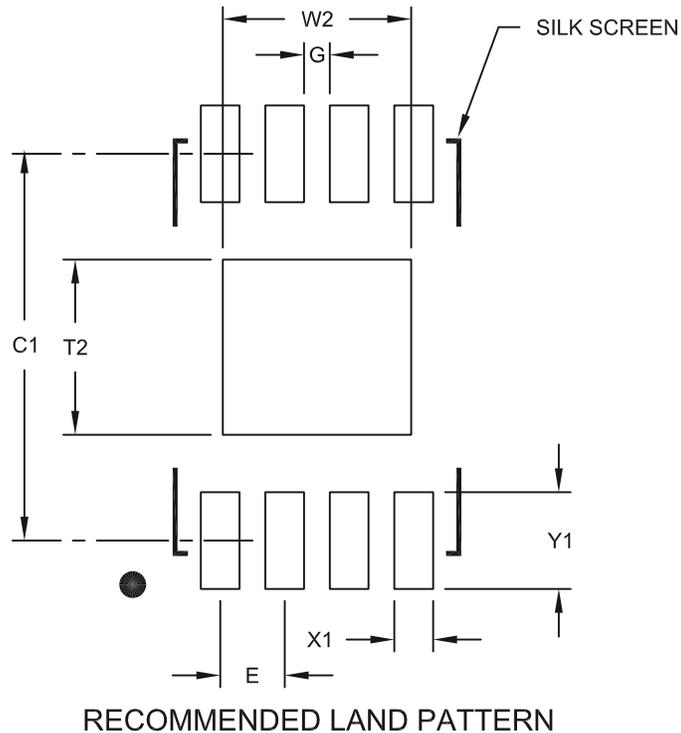 W2
SILK SCREEN
G
C1
T2
Y1
X1
E
RECOMMENDED LAND PATTERN